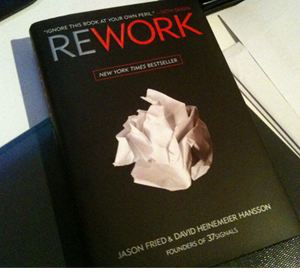 "IGNORE THIS BOOK AT YOUR OWN PERIL."
REWORK
NEW YORK TIMES BESTSELLER
JASON FRIED & DAVID HEINEMEIER HANSSON
FOUNDERS OF 37SIGNALS